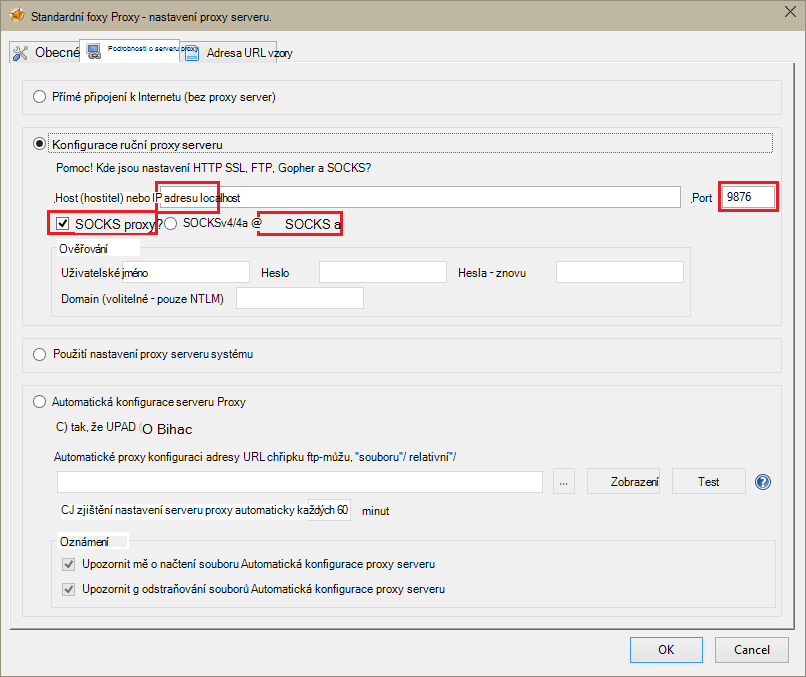 Standardní foxy Proxy - nastavení proxy serveru.
Obecné Podrobnosti o serveru proxy Adresa URL vzory
Přímé připojení k Internetu (bez proxy server)
Konfigurace ruční proxy serveru
Pomoc! Kde jsou nastavení HTTP SSL, FTP, Gopher a SOCKS?
Host (hostitel) nebo IP adresu localhost Port 9876
SOCKS proxy? SOCKSv4/4a @ SOCKS a
Ověřování
Uživatelské jméno Heslo Hesla - znovu
Domain (volitelné - pouze NTLM)
Použití nastavení proxy serveru systému
Automatická konfigurace serveru Proxy
C) tak, že UPAD O Bihac
Automatické proxy konfiguraci adresy URL chřipku ftp-můžu, "souboru"/ relativní"/
... Zobrazení Test ?
CJ zjištění nastavení serveru proxy automaticky každých 60 minut
Oznámení
Upozornit mě o načtení souboru Automatická konfigurace proxy serveru
Upozornit g odstraňování souborů Automatická konfigurace proxy serveru
OK Cancel